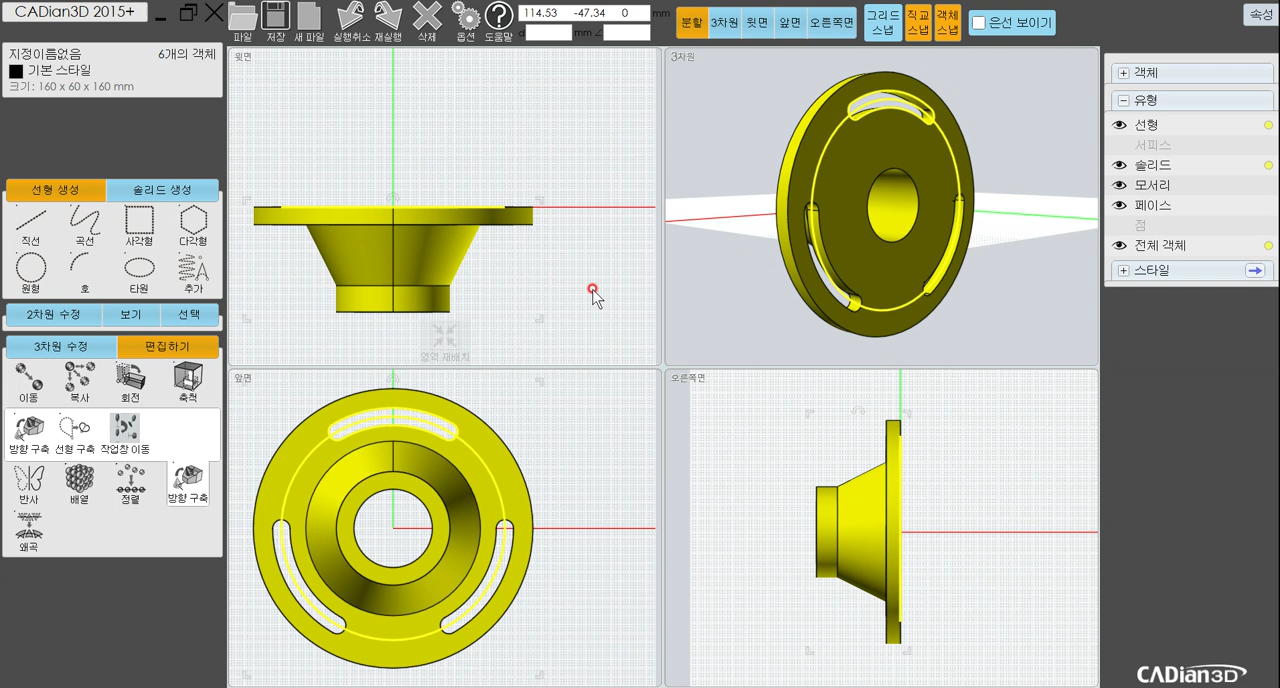 CADian3D 2015+
파일
저장
새 파일
실행취소
재실행
삭제
옵션
도움말
114.53 -47.34 0 mm
d mm ∠
분할
3차원
윗면
앞면
오른쪽면
그리드 스냅
직교 스냅
객체 스냅
은선 보이기
속성
지정이름없음 6개의 객체
기본 스타일
크기: 160 x 60 x 160 mm
선형 생성
솔리드 생성
직선
곡선
사각형
다각형
원형
호
타원
추가
2차원 수정
보기
선택
3차원 수정
편집하기
이동
복사
회전
축척
방향 구축
선형 구축
작업창 이동
반사
배열
정렬
방향 구축
왜곡
윗면
영역 재배치
3차원
앞면
오른쪽면
객체
유형
선형
서피스
솔리드
모서리
페이스
점
전체 객체
스타일
CADian3D